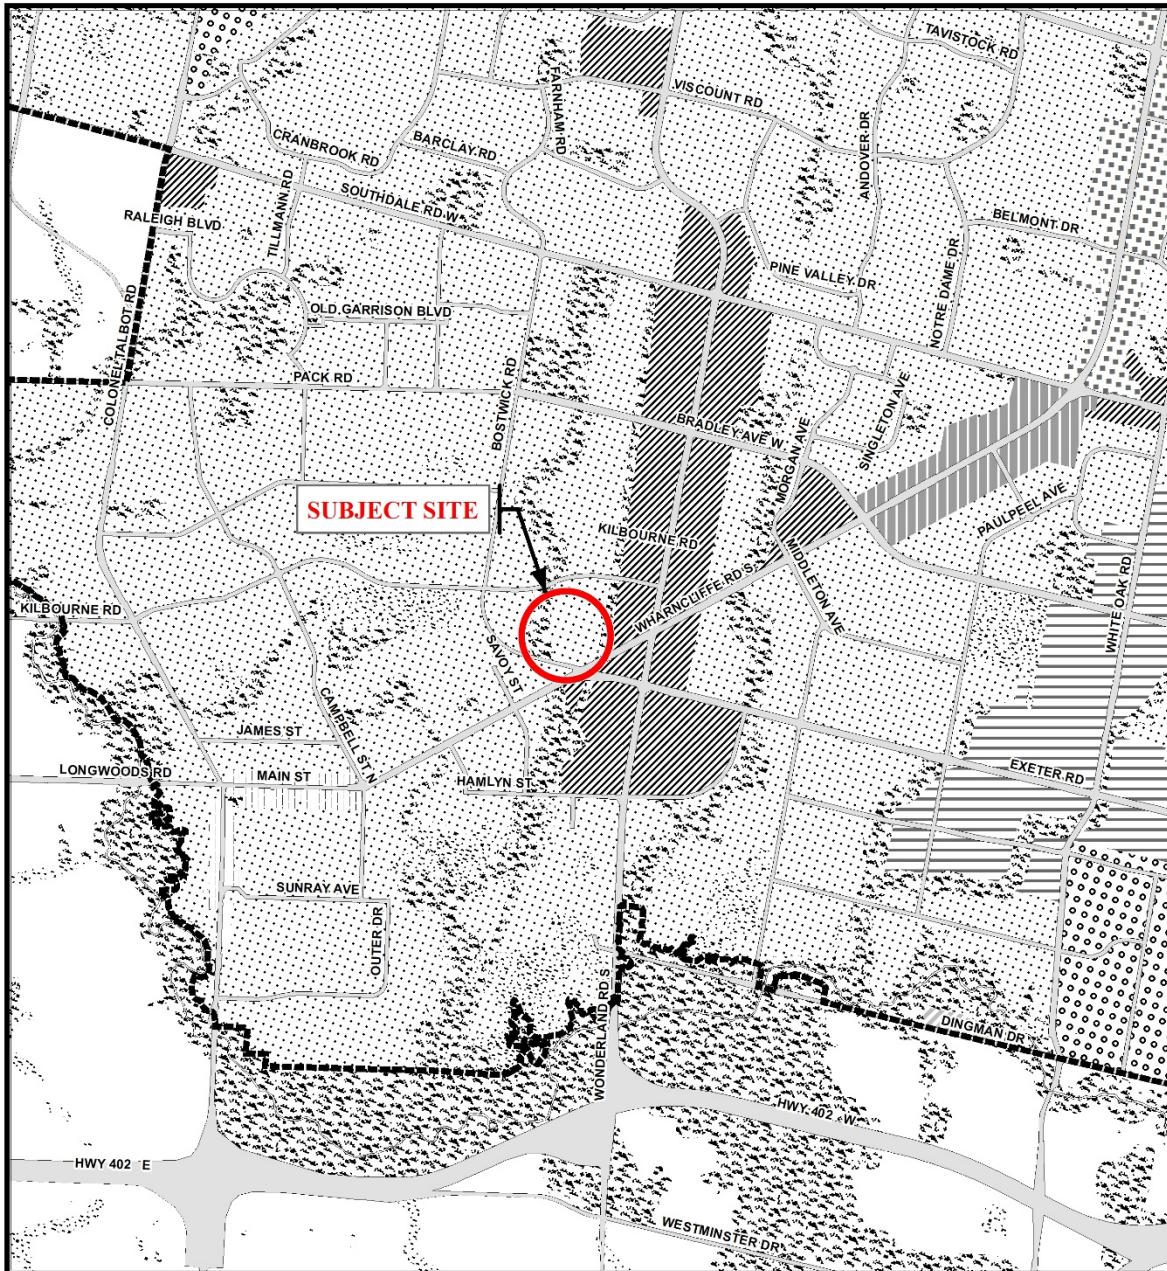 TAVISTOCK RD
FARNHAM RD
VISCOUNT RD
ANDOVER DR
CRANBROOK RD
BARCLAY RD
SOUTHDALE RD W
TILLMANN RD
RALEIGH BLVD
BELMONT DR
NOTRE DAME DR
PINE VALLEY DR
COLONEL TALBOT RD
OLD GARRISON BLVD
PACK RD
BOSTWICK RD
BRADLEY AVE W
MORGAN AVE
SINGLETON AVE
SUBJECT SITE
PAULPEEL AVE
KILBOURNE RD
WHARNCLIFFE RD S
MIDDLETON AVE
WHITE OAK RD
KILBOURNE RD
SAVOY ST
CAMPBELL ST N
JAMES ST
LONGWOODS RD
MAIN ST
HAMLYN ST
EXETER RD
SUNRAY AVE
OUTER DR
WONDERLAND RD S
DINGMAN DR
HWY 402 W
HWY 402 E
WESTMINSTER DR